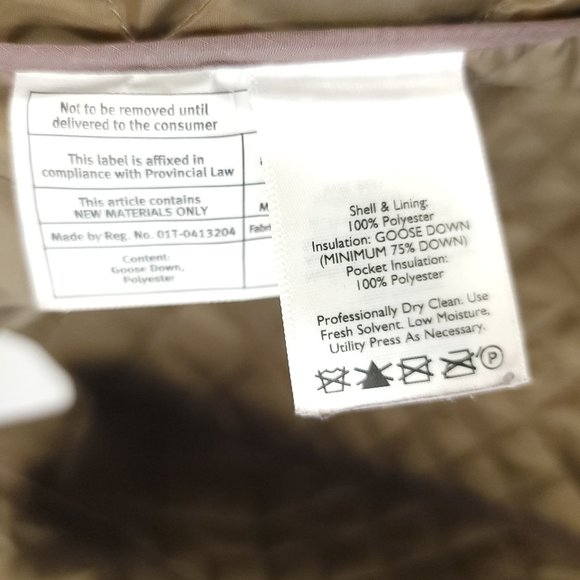 Not to be removed until
delivered to the consumer
This label is affixed in
compliance with Provincial Law
This article contains
NEW MATERIALS ONLY
M
Made by Reg. No. 01T-0413204
Fabri
Content:
Goose Down,
Polyester
Shell & Lining:
100% Polyester
Insulation: GOOSE DOWN
(MINIMUM 75% DOWN)
Pocket Insulation:
100% Polyester
Professionally Dry Clean. Use
Fresh Solvent. Low Moisture,
Utility Press As Necessary.
P